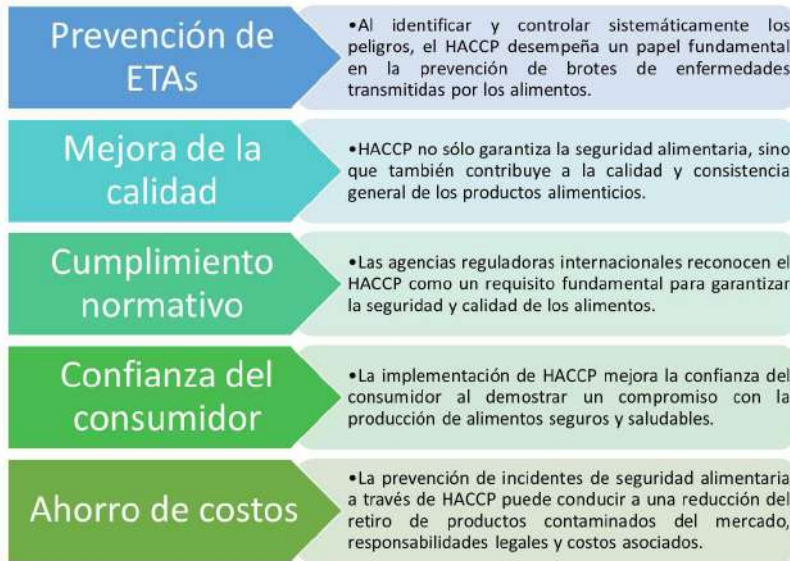 Prevención de
ETAs
•Al identificar y controlar sistemáticamente los
peligros, el HACCP desempeña un papel fundamental
en la prevención de brotes de enfermedades
transmitidas por los alimentos.
Mejora de la
calidad
•HACCP no sólo garantiza la seguridad alimentaria, sino
que también contribuye a la calidad y consistencia
general de los productos alimenticios.
Cumplimiento
normativo
•Las agencias reguladoras internacionales reconocen el
HACCP como un requisito fundamental para garantizar
la seguridad y calidad de los alimentos.
Confianza del
consumidor
•La implementación de HACCP mejora la confianza del
consumidor al demostrar un compromiso con la
producción de alimentos seguros y saludables.
Ahorro de costos
•La prevención de incidentes de seguridad alimentaria
a través de HACCP puede conducir a una reducción del
retiro de productos contaminados del mercado,
responsabilidades legales y costos asociados.